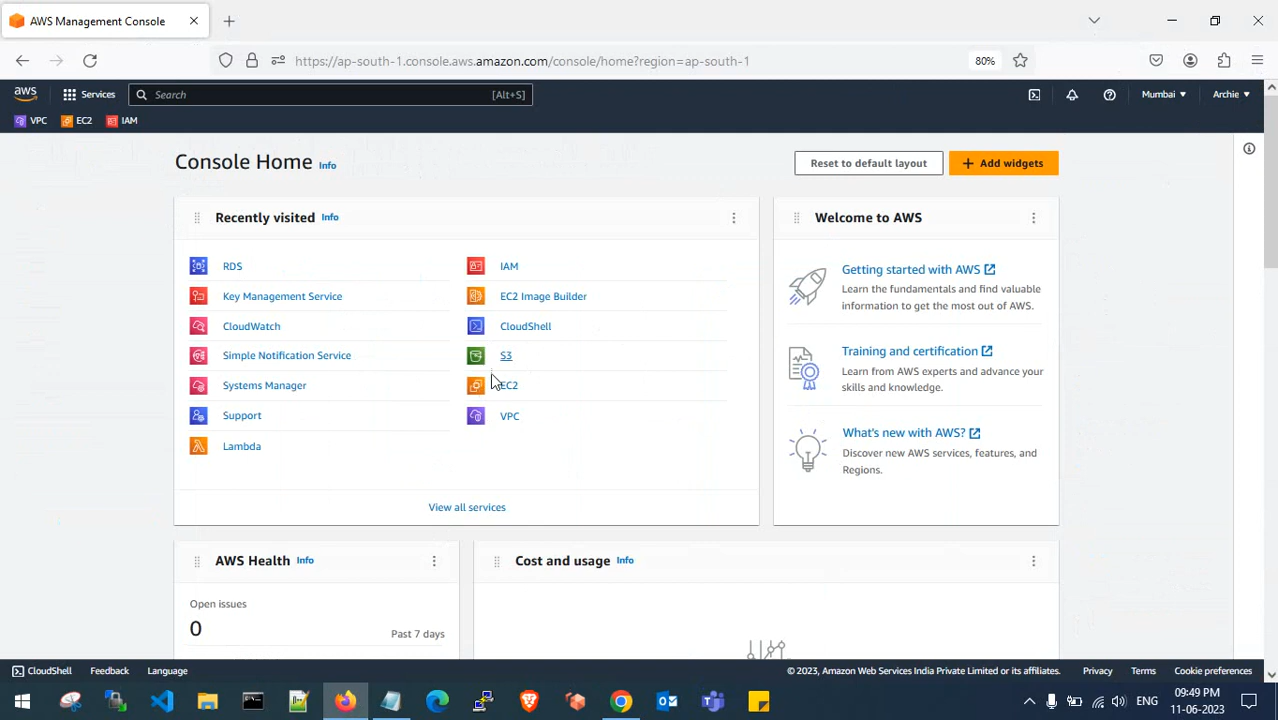 AWS Management Console
https://ap-south-1.console.aws.amazon.com/console/home?region=ap-south-1
80%
aws
Services
Search
[Alt+S]
Mumbai
Archie
VPC
EC2
IAM
Console Home
Info
Reset to default layout
Add widgets
Recently visited
Info
RDS
Key Management Service
CloudWatch
Simple Notification Service
Systems Manager
Support
Lambda
IAM
EC2 Image Builder
CloudShell
S3
EC2
VPC
View all services
Welcome to AWS
Getting started with AWS
Learn the fundamentals and find valuable
information to get the most out of AWS.
Training and certification
Learn from AWS experts and advance your
skills and knowledge.
What's new with AWS?
Discover new AWS services, features, and
Regions.
AWS Health
Info
Open issues
0
Past 7 days
Cost and usage
Info
CloudShell
Feedback
Language
© 2023, Amazon Web Services India Private Limited or its affiliates.
Privacy
Terms
Cookie preferences
ENG
09:49 PM
11-06-2023